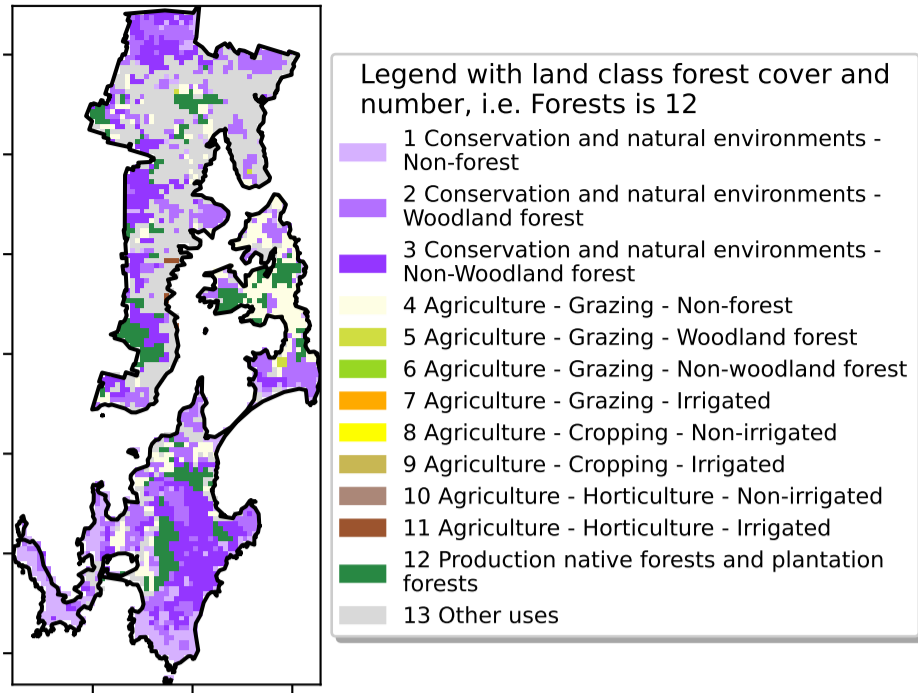 Legend with land class forest cover and
number, i.e. Forests is 12
1 Conservation and natural environments -
Non-forest
2 Conservation and natural environments -
Woodland forest
3 Conservation and natural environments -
Non-Woodland forest
4 Agriculture - Grazing - Non-forest
5 Agriculture - Grazing - Woodland forest
6 Agriculture - Grazing - Non-woodland forest
7 Agriculture - Grazing - Irrigated
8 Agriculture - Cropping - Non-irrigated
9 Agriculture - Cropping - Irrigated
10 Agriculture - Horticulture - Non-irrigated
11 Agriculture - Horticulture - Irrigated
12 Production native forests and plantation
forests
13 Other uses